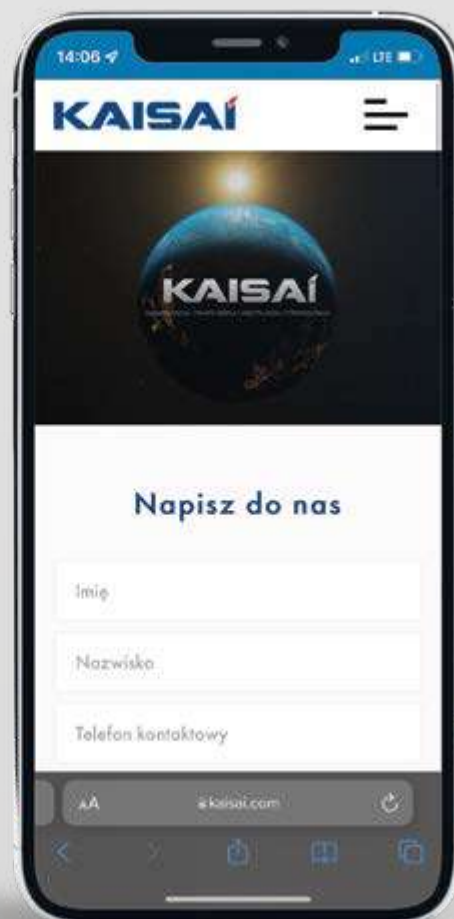 14:06
LTE
KAISAI
KAISAI
Napisz do nas
Imię
Nazwisko
Telefon kontaktowy
AA
kaisai.com